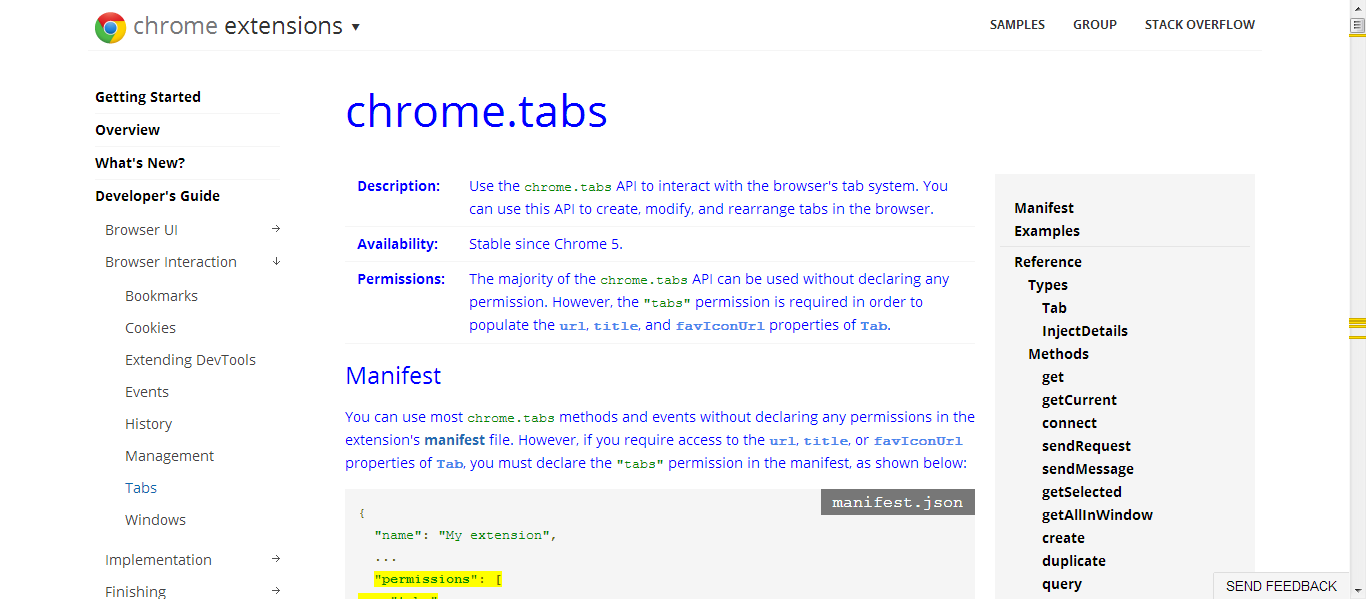 chrome extensions ▾
SAMPLES
GROUP
STACK OVERFLOW
Getting Started
Overview
What's New?
Developer's Guide
Browser UI →
Browser Interaction ↓
Bookmarks
Cookies
Extending DevTools
Events
History
Management
Tabs
Windows
Implementation →
Finishing →
chrome.tabs
Description:
Use the chrome.tabs API to interact with the browser's tab system. You
can use this API to create, modify, and rearrange tabs in the browser.
Availability:
Stable since Chrome 5.
Permissions:
The majority of the chrome.tabs API can be used without declaring any
permission. However, the "tabs" permission is required in order to
populate the url, title, and favIconUrl properties of Tab.
Manifest
You can use most chrome.tabs methods and events without declaring any permissions in the
extension's manifest file. However, if you require access to the url, title, or favIconUrl
properties of Tab, you must declare the "tabs" permission in the manifest, as shown below:
manifest.json
{
"name": "My extension",
...
"permissions": [
Manifest
Examples
Reference
Types
Tab
InjectDetails
Methods
get
getCurrent
connect
sendRequest
sendMessage
getSelected
getAllInWindow
create
duplicate
query
SEND FEEDBACK